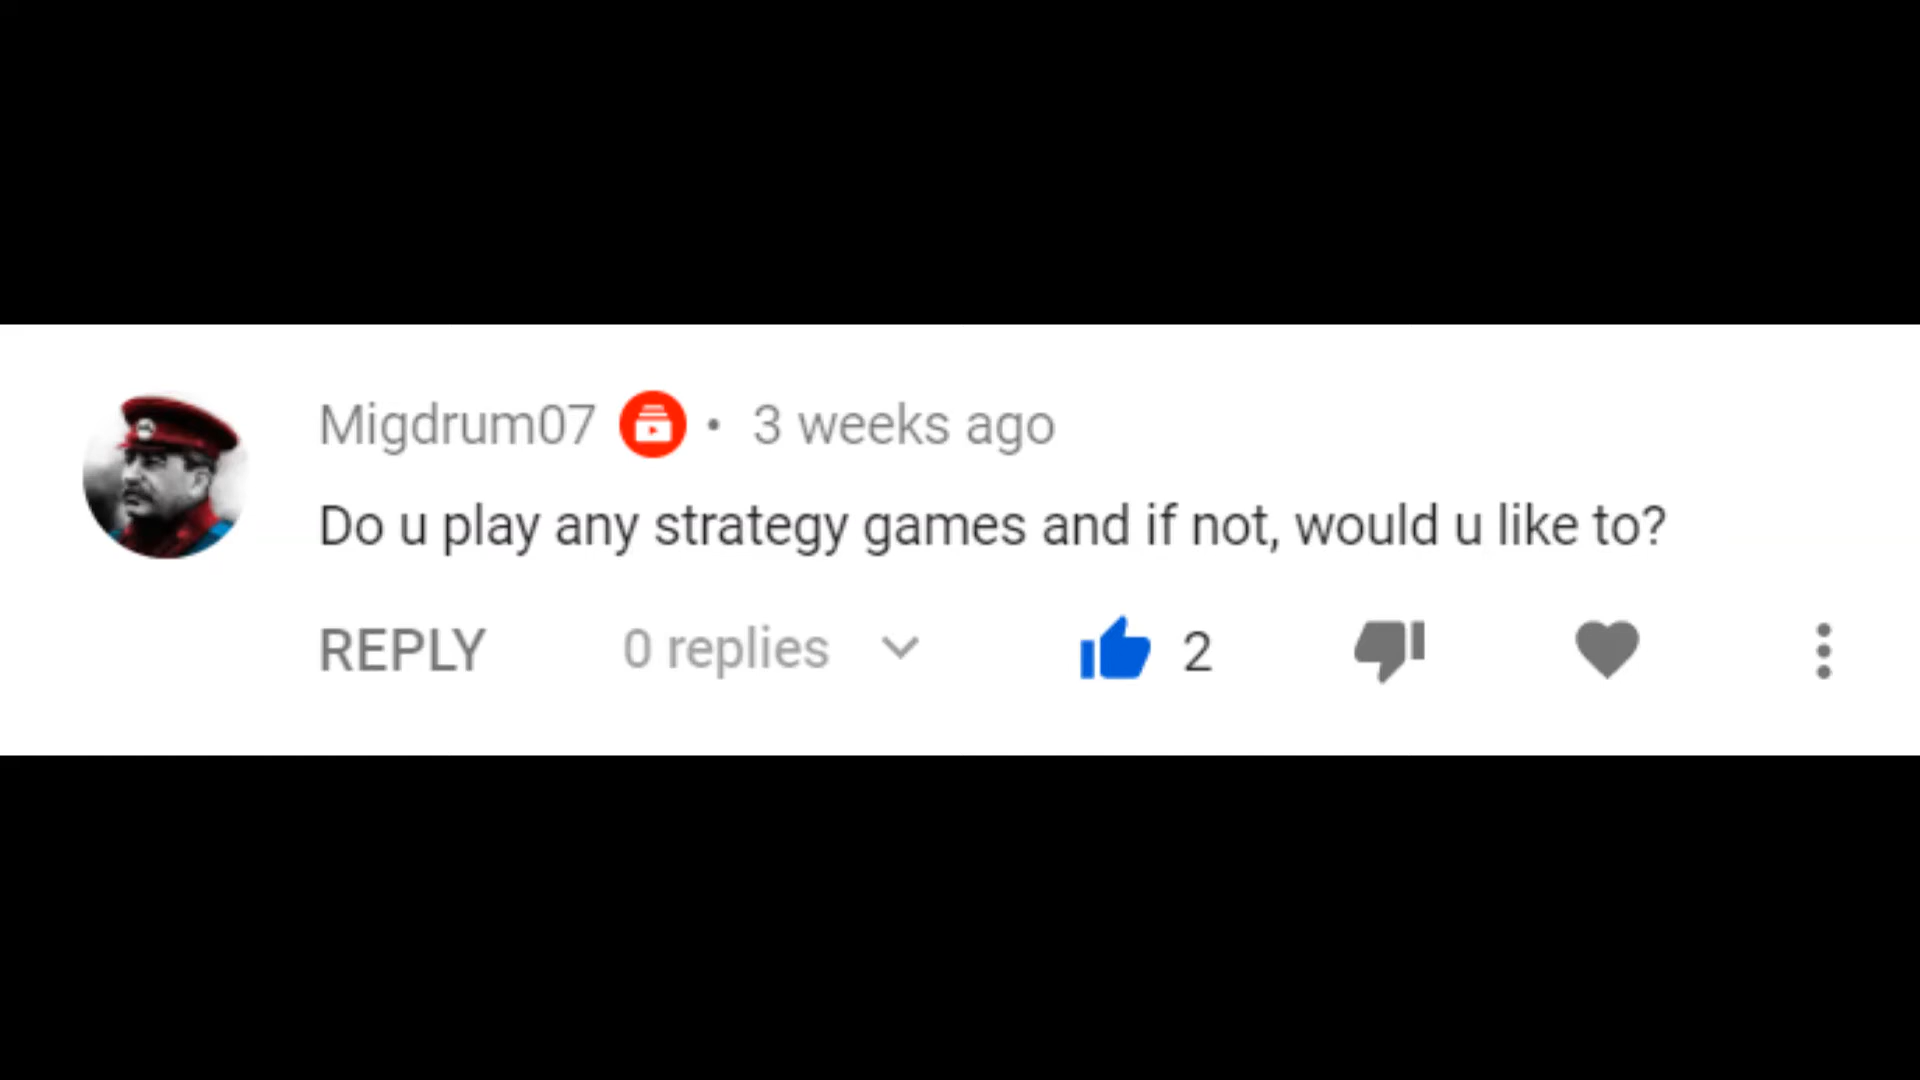 Migdrum07 • 3 weeks ago
Do u play any strategy games and if not, would u like to?
REPLY 0 replies 2